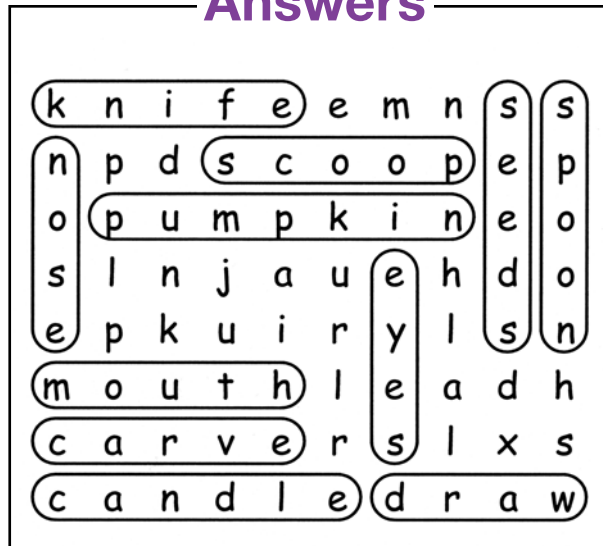 Answers
k n i f e e m n s s
n p d s c o o p e p
o p u m p k i n e o
s l n j a u e h d o
e p k u i r y l s n
m o u t h l e a d h
c a r v e r s l x s
c a n d l e d r a w